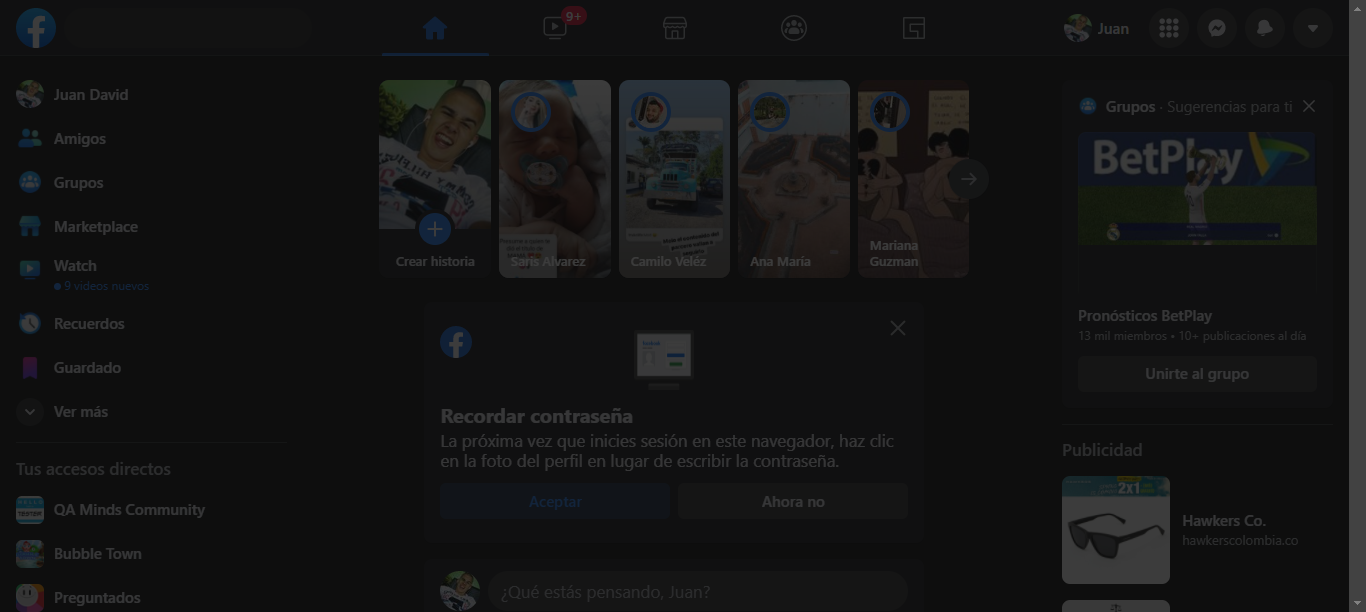 9+
Juan
Juan David
Amigos
Grupos
Marketplace
Watch
9 videos nuevos
Recuerdos
Guardado
Ver más
Tus accesos directos
QA Minds Community
Bubble Town
Preguntados
Crear historia
Saris Alvarez
Camilo Veléz
Ana María
Mariana
Guzman
Recordar contraseña
La próxima vez que inicies sesión en este navegador, haz clic
en la foto del perfil en lugar de escribir la contraseña.
Aceptar
Ahora no
¿Qué estás pensando, Juan?
Grupos · Sugerencias para ti
BetPlay
Pronósticos BetPlay
13 mil miembros • 10+ publicaciones al día
Unirte al grupo
Publicidad
2x1
Hawkers Co.
hawkerscolombia.co